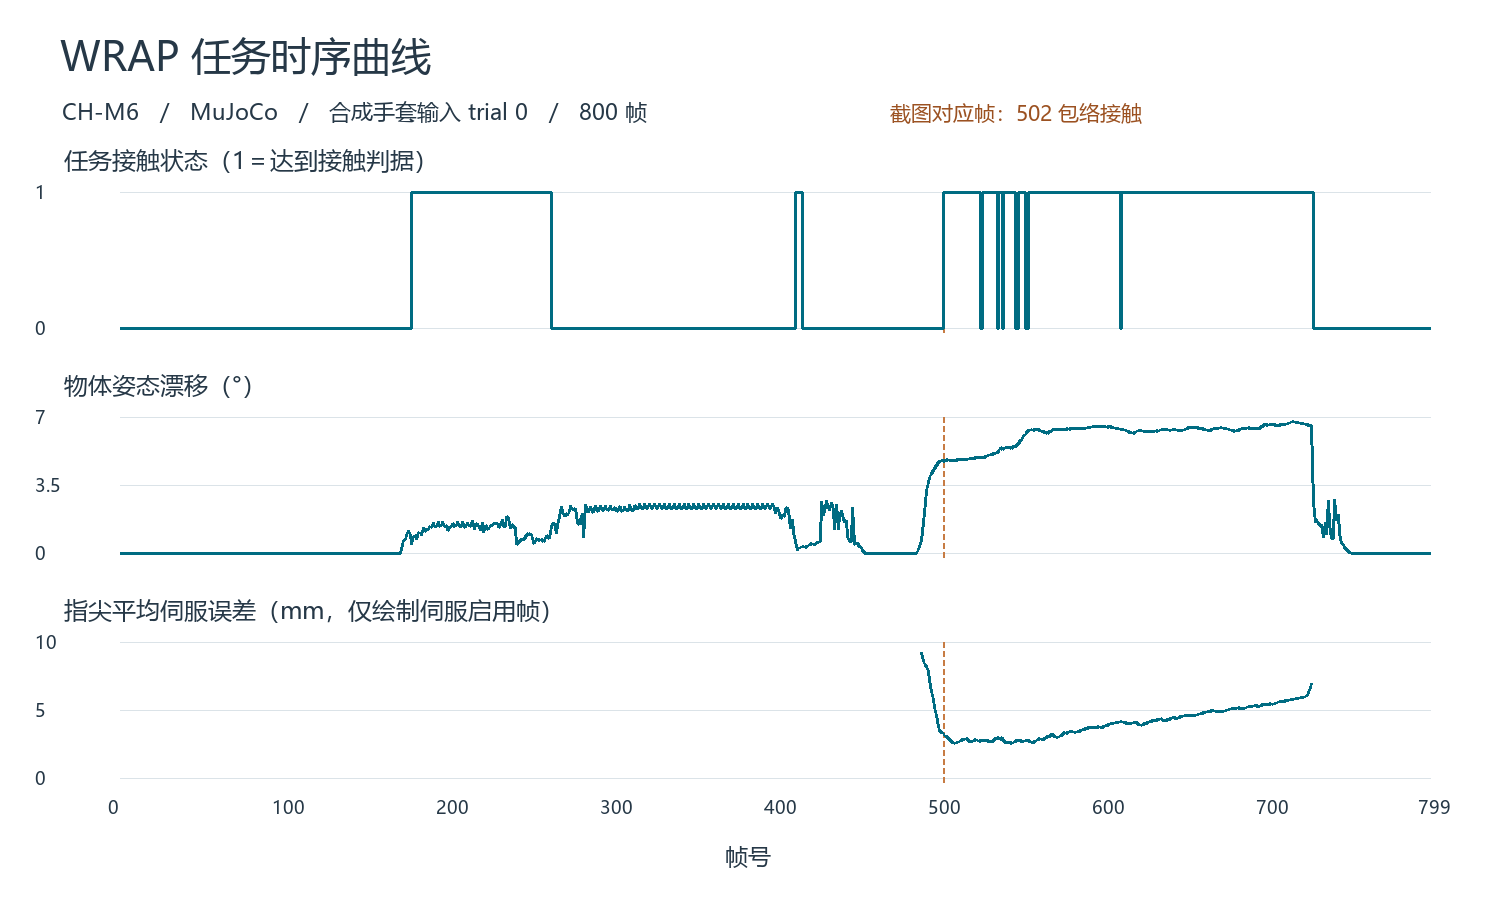 WRAP 任务时序曲线
CH-M6 / MuJoCo / 合成手套输入 trial 0 / 800 帧
截图对应帧：502 包络接触
任务接触状态（1＝达到接触判据）
1
0
物体姿态漂移（°）
7
3.5
0
指尖平均伺服误差（mm，仅绘制伺服启用帧）
10
5
0
0 100 200 300 400 500 600 700 799
帧号